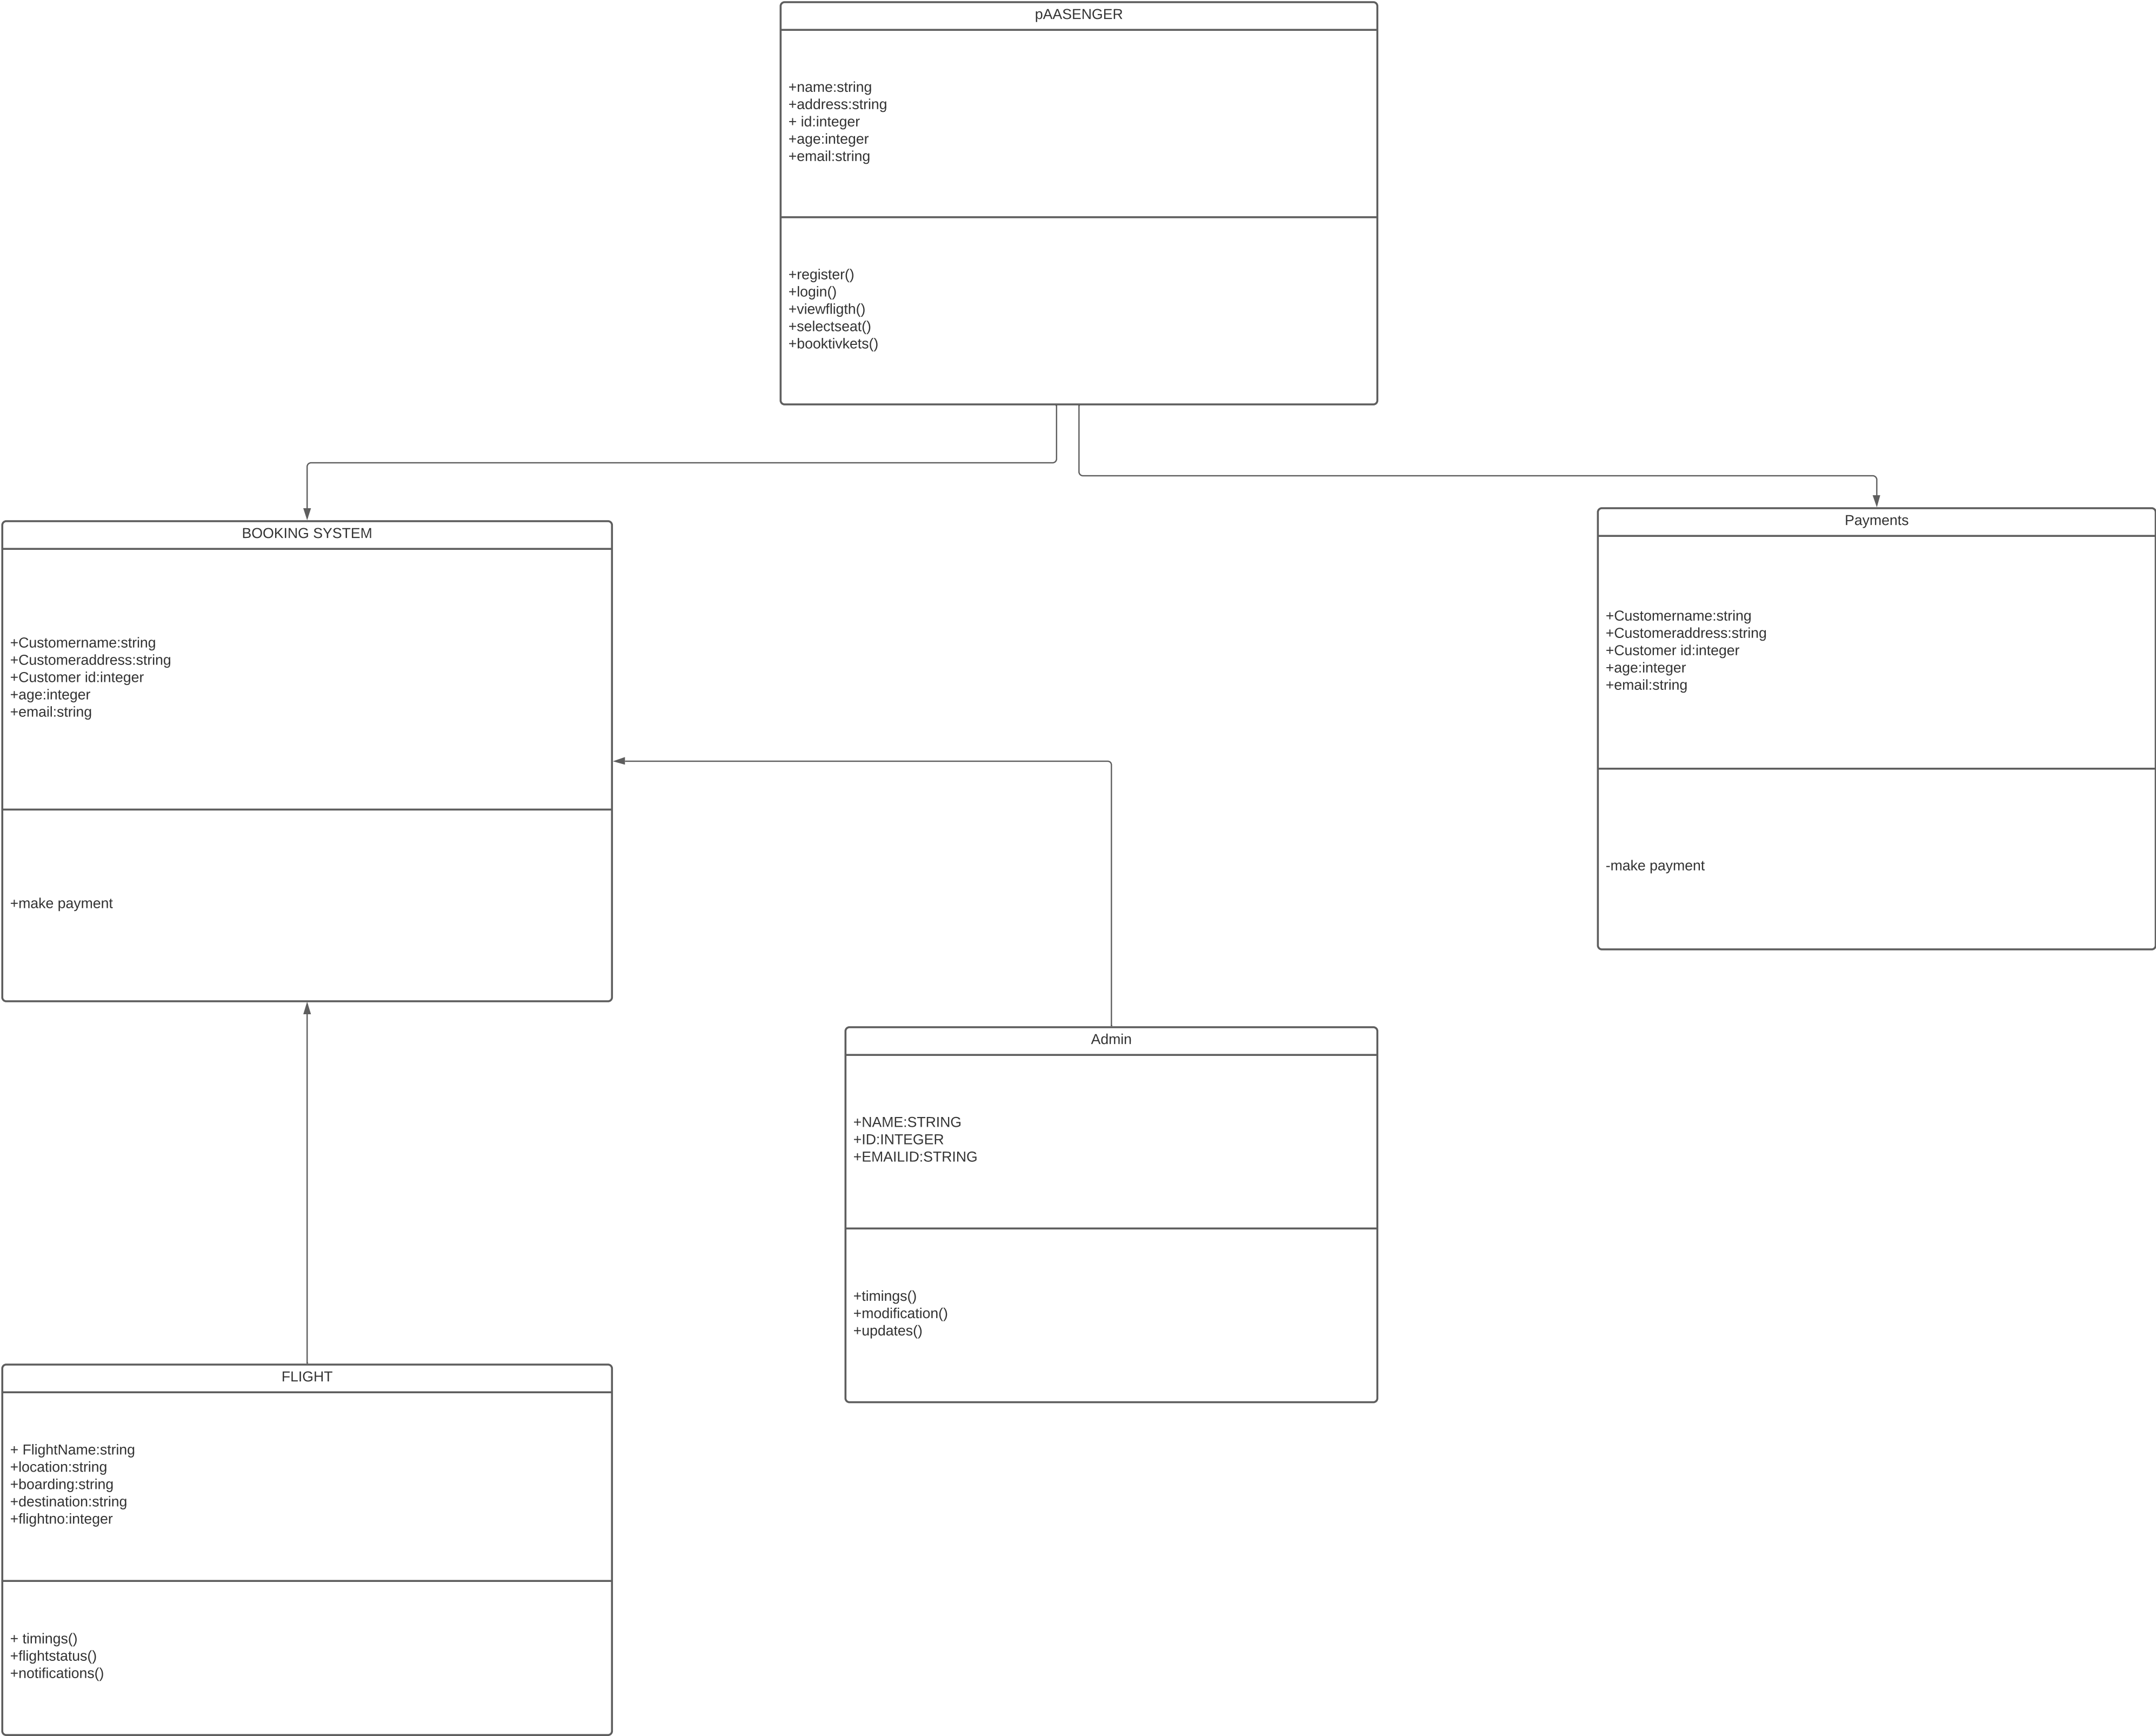 pAASENGER
+name:string
+address:string
+ id:integer
+age:integer
+email:string
+register()
+login()
+viewfligth()
+selectseat()
+booktivkets()
BOOKING SYSTEM
+Customername:string
+Customeraddress:string
+Customer id:integer
+age:integer
+email:string
+make payment
Payments
+Customername:string
+Customeraddress:string
+Customer id:integer
+age:integer
+email:string
-make payment
Admin
+NAME:STRING
+ID:INTEGER
+EMAILID:STRING
+timings()
+modification()
+updates()
FLIGHT
+ FlightName:string
+location:string
+boarding:string
+destination:string
+flightno:integer
+ timings()
+flightstatus()
+notifications()